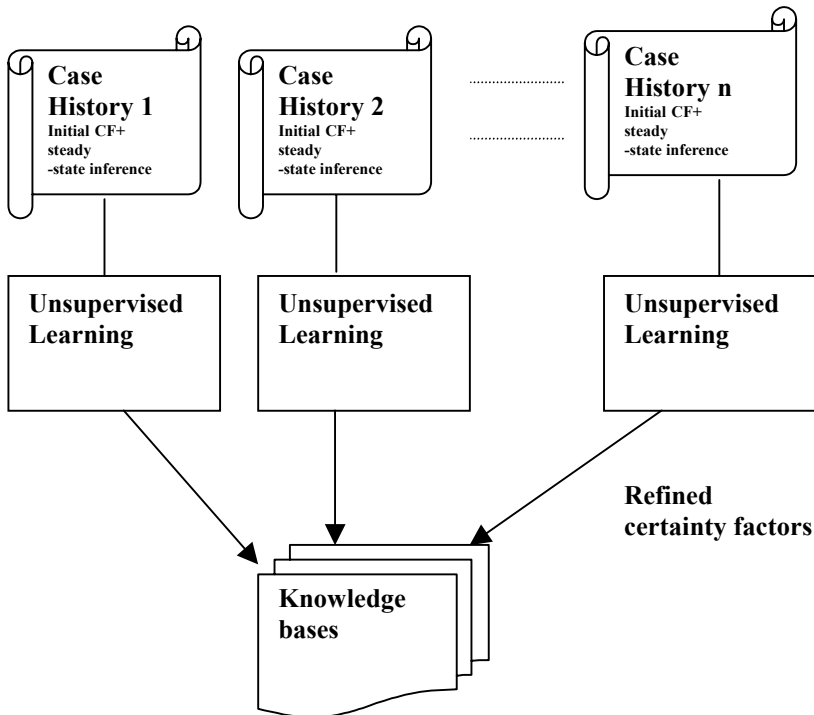 Case
History 1
Initial CF+
steady
-state inference
Case
History 2
Initial CF+
steady
-state inference
Case
History n
Initial CF+
steady
-state inference
Unsupervised
Learning
Unsupervised
Learning
Unsupervised
Learning
Refined
certainty factors
Knowledge
bases